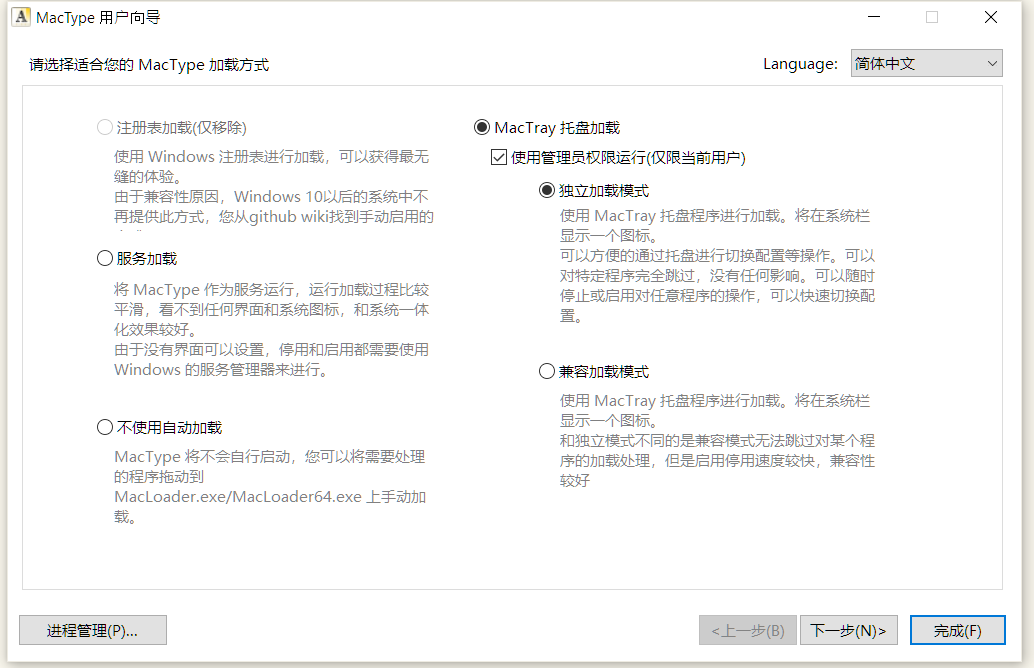 MacType 用户向导
请选择适合您的 MacType 加载方式
Language:
简体中文
注册表加载(仅移除)
使用 Windows 注册表进行加载，可以获得最无
缝的体验。
由于兼容性原因，Windows 10以后的系统中不
再提供此方式，您从github wiki找到手动启用的
服务加载
将 MacType 作为服务运行，运行加载过程比较
平滑，看不到任何界面和系统图标，和系统一体
化效果较好。
由于没有界面可以设置，停用和启用都需要使用
Windows 的服务管理器来进行。
不使用自动加载
MacType 将不会自行启动，您可以将需要处理
的程序拖动到
MacLoader.exe/MacLoader64.exe 上手动加
载。
MacTray 托盘加载
使用管理员权限运行(仅限当前用户)
独立加载模式
使用 MacTray 托盘程序进行加载。将在系统栏
显示一个图标。
可以方便的通过托盘进行切换配置等操作。可以
对特定程序完全跳过，没有任何影响。可以随时
停止或启用对任意程序的操作，可以快速切换配
置。
兼容加载模式
使用 MacTray 托盘程序进行加载。将在系统栏
显示一个图标。
和独立模式不同的是兼容模式无法跳过对某个程
序的加载处理，但是启用停用速度较快，兼容性
较好
进程管理(P)...
<上一步(B)
下一步(N)>
完成(F)